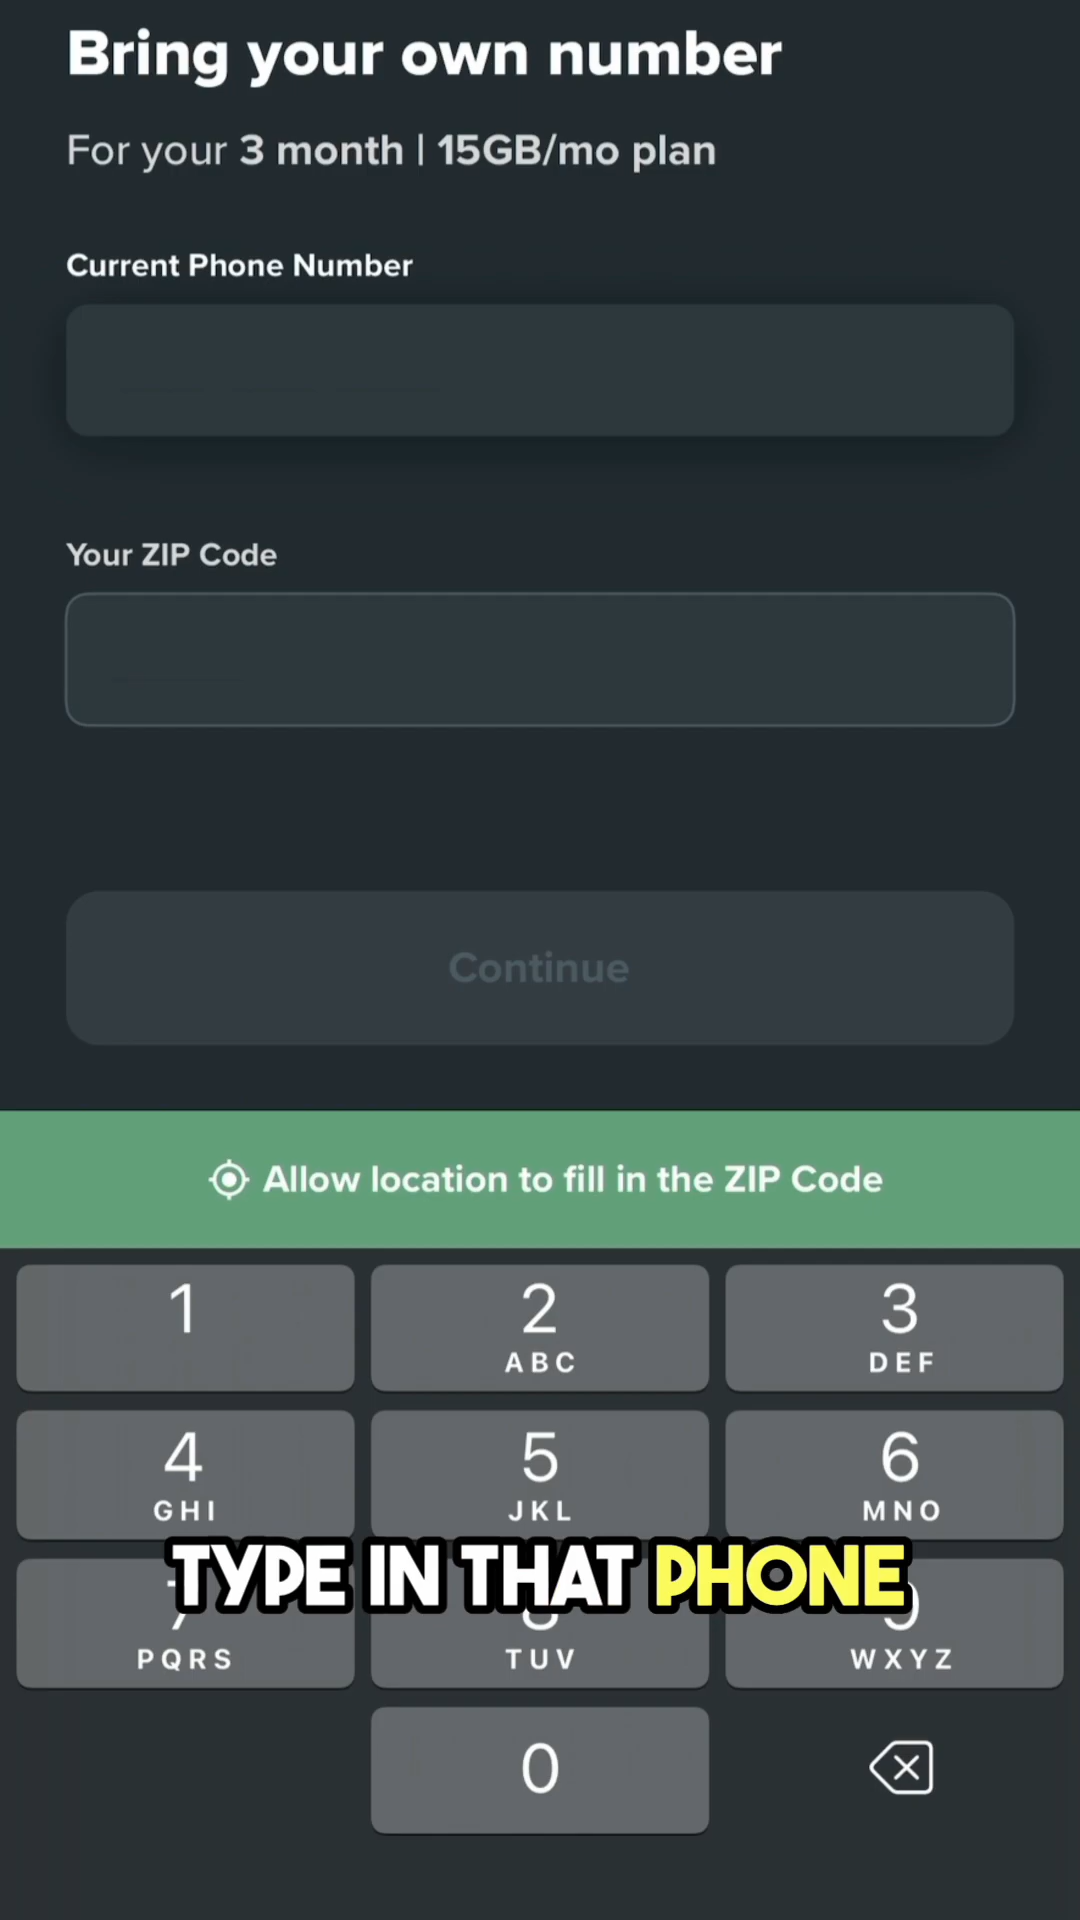 Bring your own number
For your 3 month | 15GB/mo plan
Current Phone Number
Your ZIP Code
Continue
Allow location to fill in the ZIP Code
1
2
ABC
3
DEF
4
GHI
5
JKL
6
MNO
TYPE IN THAT PHONE
PQRS
TUV
WXYZ
0